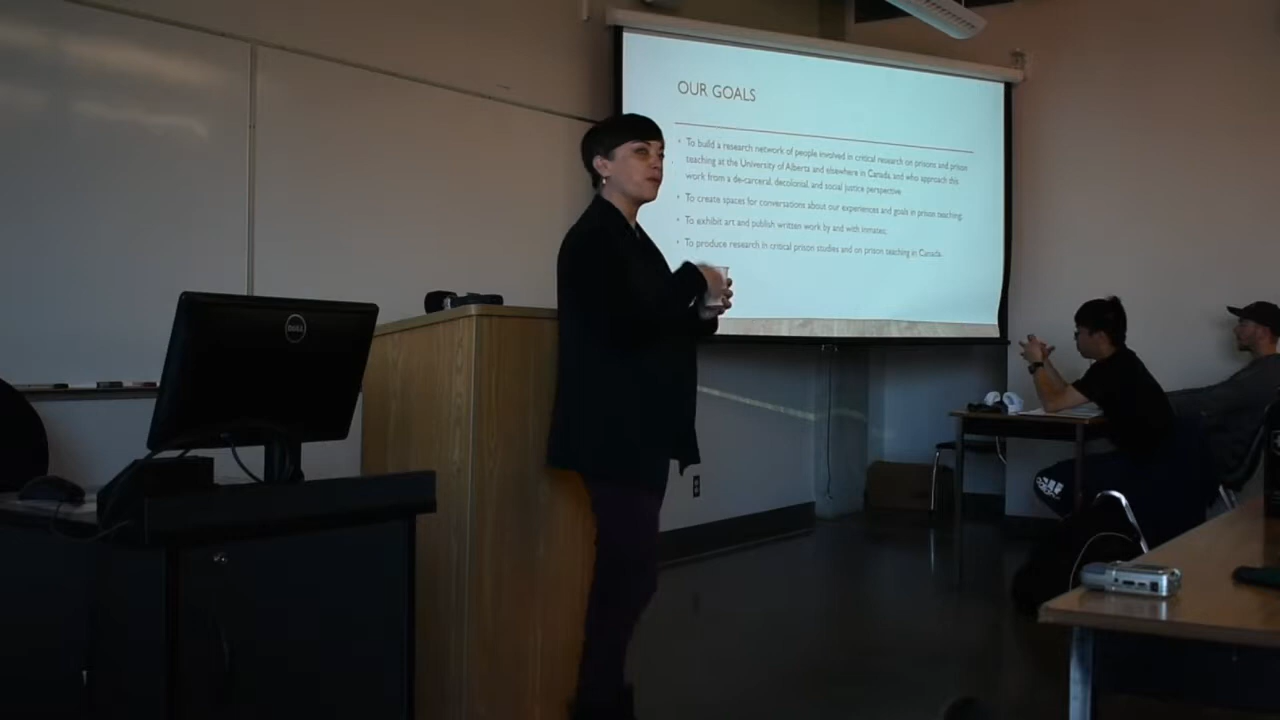 OUR GOALS
• To build a research network of people involved in critical research on prisons and prison
teaching at the University of Alberta and elsewhere in Canada, and who approach this
work from a de-carceral, decolonial, and social justice perspective
• To create spaces for conversations about our experiences and goals in prison teaching;
• To exhibit art and publish written work by and with inmates;
• To produce research in critical prison studies and on prison teaching in Canada.
DELL